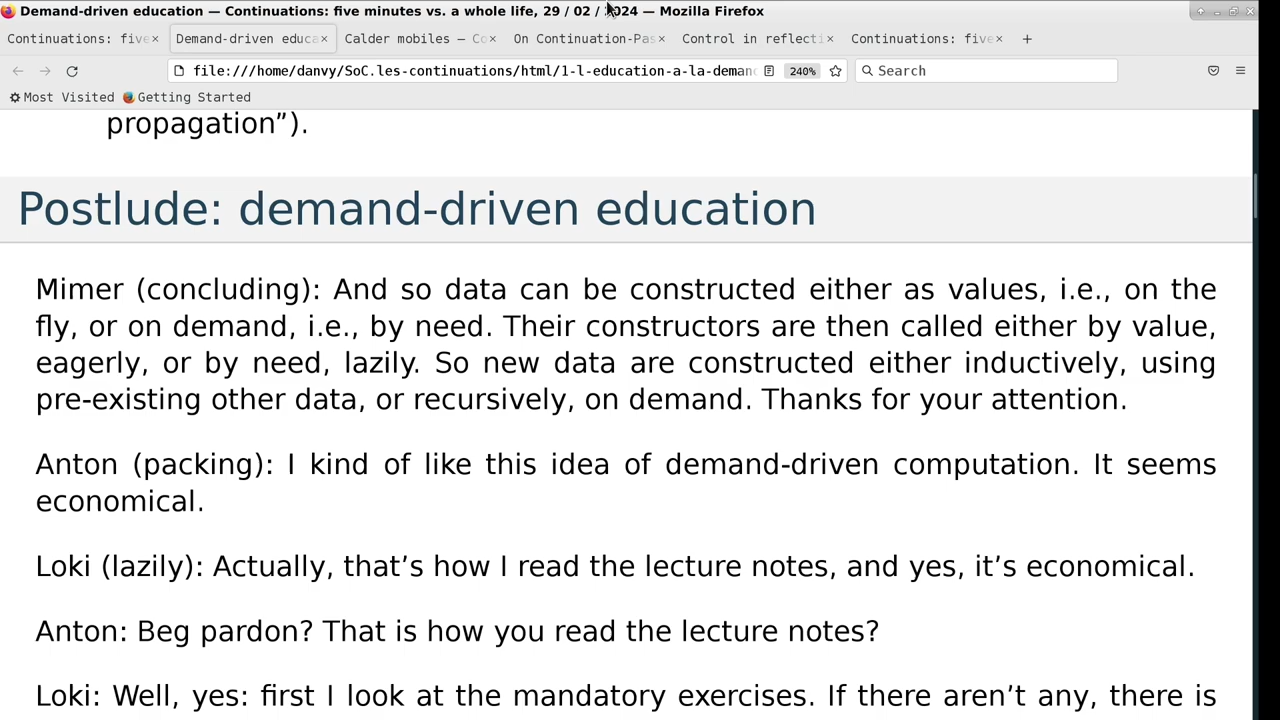 Demand-driven education — Continuations: five minutes vs. a whole life, 29 / 02 / 2024 — Mozilla Firefox
Continuations: five × Demand-driven educa × Calder mobiles — Co × On Continuation-Pas × Control in reflecti × Continuations: five × +
file:///home/danvy/SoC.les-continuations/html/1-l-education-a-la-deman 240% Search
Most Visited Getting Started
propagation”).
Postlude: demand-driven education
Mimer (concluding): And so data can be constructed either as values, i.e., on the
fly, or on demand, i.e., by need. Their constructors are then called either by value,
eagerly, or by need, lazily. So new data are constructed either inductively, using
pre-existing other data, or recursively, on demand. Thanks for your attention.
Anton (packing): I kind of like this idea of demand-driven computation. It seems
economical.
Loki (lazily): Actually, that’s how I read the lecture notes, and yes, it’s economical.
Anton: Beg pardon? That is how you read the lecture notes?
Loki: Well, yes: first I look at the mandatory exercises. If there aren’t any, there is